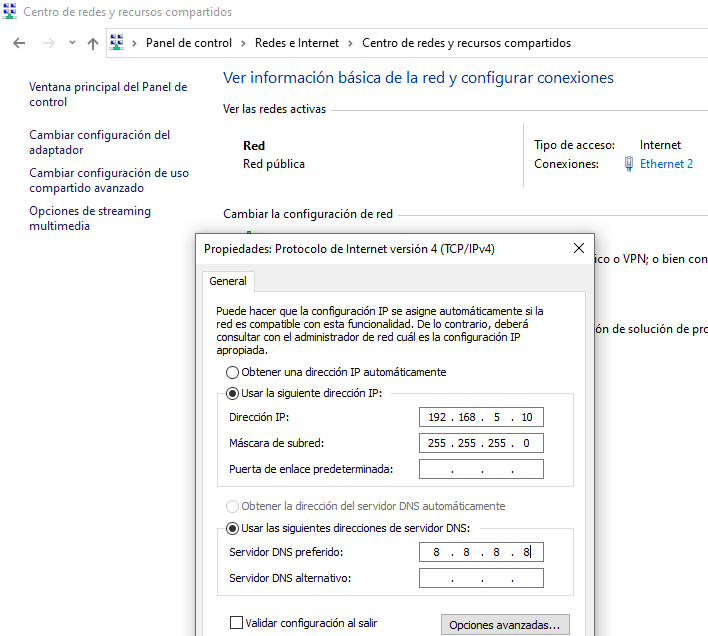 Centro de redes y recursos compartidos
Panel de control > Redes e Internet > Centro de redes y recursos compartidos
Ventana principal del Panel de
control
Cambiar configuración del
adaptador
Cambiar configuración de uso
compartido avanzado
Opciones de streaming
multimedia
Ver información básica de la red y configurar conexiones
Ver las redes activas
Red
Red pública
Tipo de acceso: Internet
Conexiones: Ethernet 2
Cambiar la configuración de red
ico o VPN; o bien con
ón de solución de pro
Propiedades: Protocolo de Internet versión 4 (TCP/IPv4)
General
Puede hacer que la configuración IP se asigne automáticamente si la
red es compatible con esta funcionalidad. De lo contrario, deberá
consultar con el administrador de red cuál es la configuración IP
apropiada.
Obtener una dirección IP automáticamente
Usar la siguiente dirección IP:
Dirección IP: 192 . 168 . 5 . 10
Máscara de subred: 255 . 255 . 255 . 0
Puerta de enlace predeterminada: . . .
Obtener la dirección del servidor DNS automáticamente
Usar las siguientes direcciones de servidor DNS:
Servidor DNS preferido: 8 . 8 . 8 . 8
Servidor DNS alternativo: . . .
Validar configuración al salir
Opciones avanzadas...